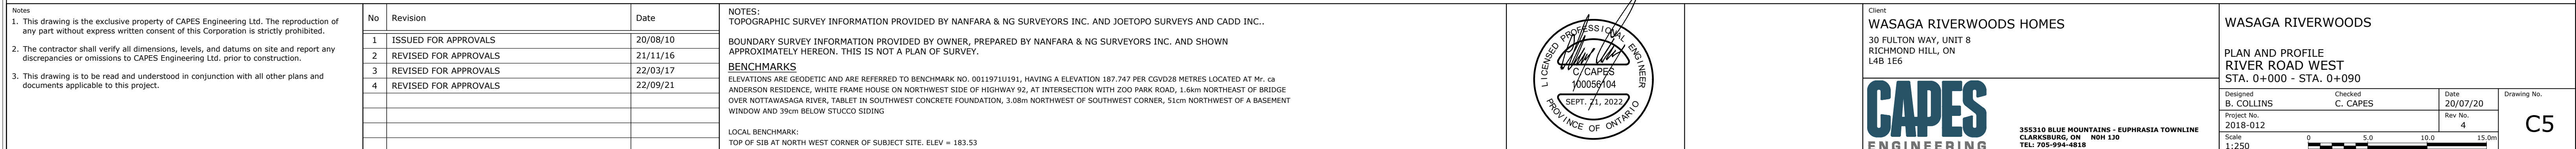 Notes
1. This drawing is the exclusive property of CAPES Engineering Ltd. The reproduction of
any part without express written consent of this Corporation is strictly prohibited.
2. The contractor shall verify all dimensions, levels, and datums on site and report any
discrepancies or omissions to CAPES Engineering Ltd. prior to construction.
3. This drawing is to be read and understood in conjunction with all other plans and
documents applicable to this project.
No Revision Date
1 ISSUED FOR APPROVALS 20/08/10
2 REVISED FOR APPROVALS 21/11/16
3 REVISED FOR APPROVALS 22/03/17
4 REVISED FOR APPROVALS 22/09/21
NOTES:
TOPOGRAPHIC SURVEY INFORMATION PROVIDED BY NANFARA & NG SURVEYORS INC. AND JOETOPO SURVEYS AND CADD INC..
BOUNDARY SURVEY INFORMATION PROVIDED BY OWNER, PREPARED BY NANFARA & NG SURVEYORS INC. AND SHOWN
APPROXIMATELY HEREON. THIS IS NOT A PLAN OF SURVEY.
BENCHMARKS
ELEVATIONS ARE GEODETIC AND ARE REFERRED TO BENCHMARK NO. 0011971U191, HAVING A ELEVATION 187.747 PER CGVD28 METRES LOCATED AT Mr. ca
ANDERSON RESIDENCE, WHITE FRAME HOUSE ON NORTHWEST SIDE OF HIGHWAY 92, AT INTERSECTION WITH ZOO PARK ROAD, 1.6km NORTHEAST OF BRIDGE
OVER NOTTAWASAGA RIVER, TABLET IN SOUTHWEST CONCRETE FOUNDATION, 3.08m NORTHWEST OF SOUTHWEST CORNER, 51cm NORTHWEST OF A BASEMENT
WINDOW AND 39cm BELOW STUCCO SIDING
LOCAL BENCHMARK:
TOP OF SIB AT NORTH WEST CORNER OF SUBJECT SITE. ELEV = 183.53
LICENSED PROFESSIONAL ENGINEER
C. CAPES
100056104
SEPT. 21, 2022
PROVINCE OF ONTARIO
Client
WASAGA RIVERWOODS HOMES
30 FULTON WAY, UNIT 8
RICHMOND HILL, ON
L4B 1E6
CAPES
ENGINEERING
355310 BLUE MOUNTAINS - EUPHRASIA TOWNLINE
CLARKSBURG, ON N0H 1J0
TEL: 705-994-4818
WASAGA RIVERWOODS
PLAN AND PROFILE
RIVER ROAD WEST
STA. 0+000 - STA. 0+090
Designed Checked Date Drawing No.
B. COLLINS C. CAPES 20/07/20
Project No. Rev No.
2018-012 4 C5
Scale 0 5.0 10.0 15.0m
1:250